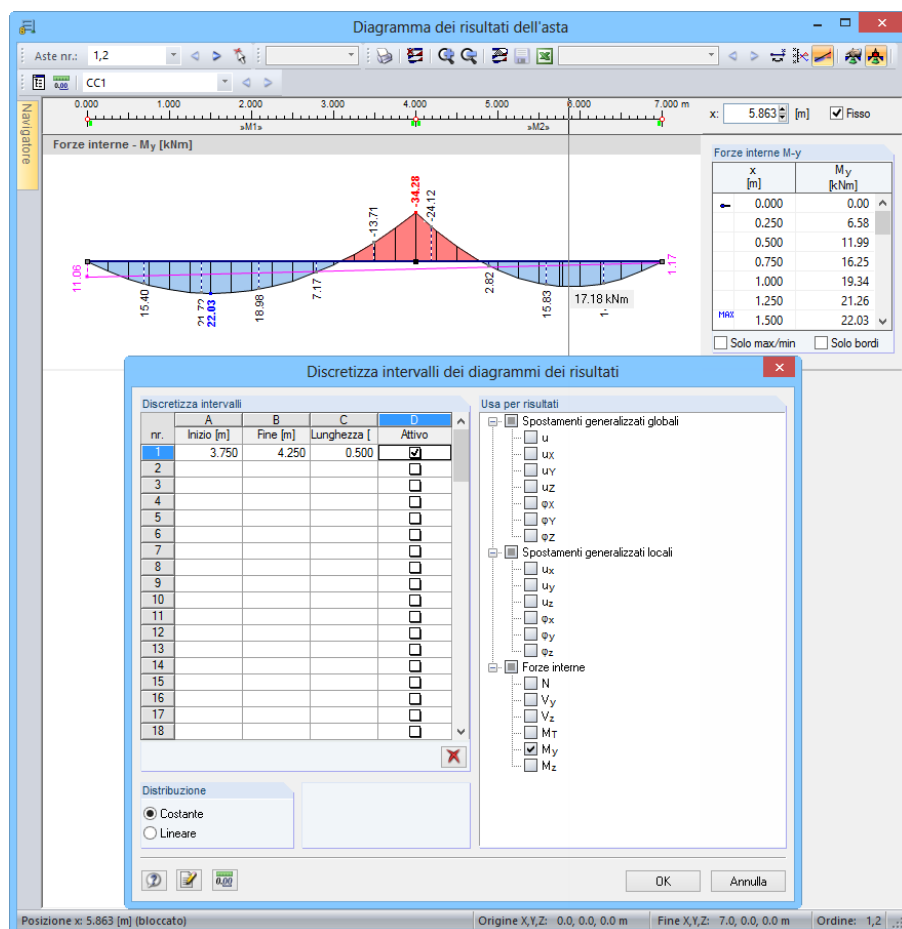 Diagramma dei risultati dell'asta
Aste nr.: 1,2
CC1
Navigatore
0.000 1.000 2.000 3.000 4.000 5.000 6.000 7.000 m
»M1» »M2»
x: 5.863 [m] Fisso
Forze interne - My [kNm]
-34.28
-24.12
-13.71
11.06
1.17
15.40
21.72
22.03
18.98
7.17
2.82
15.83
17.18 kNm
Forze interne M-y
x [m] My [kNm]
0.000 0.00
0.250 6.58
0.500 11.99
0.750 16.25
1.000 19.34
1.250 21.26
MAX 1.500 22.03
Solo max/min Solo bordi
Discretizza intervalli dei diagrammi dei risultati
Discretizza intervalli
A B C D
nr. Inizio [m] Fine [m] Lunghezza [ Attivo
1 3.750 4.250 0.500
2
3
4
5
6
7
8
9
10
11
12
13
14
15
16
17
18
Distribuzione
Costante
Lineare
Usa per risultati
Spostamenti generalizzati globali
u
uX
uY
uZ
φX
φY
φZ
Spostamenti generalizzati locali
ux
uy
uz
φx
φy
φz
Forze interne
N
Vy
Vz
MT
My
Mz
0.00
OK Annulla
Posizione x: 5.863 [m] (bloccato) Origine X,Y,Z: 0.0, 0.0, 0.0 m Fine X,Y,Z: 7.0, 0.0, 0.0 m Ordine: 1,2